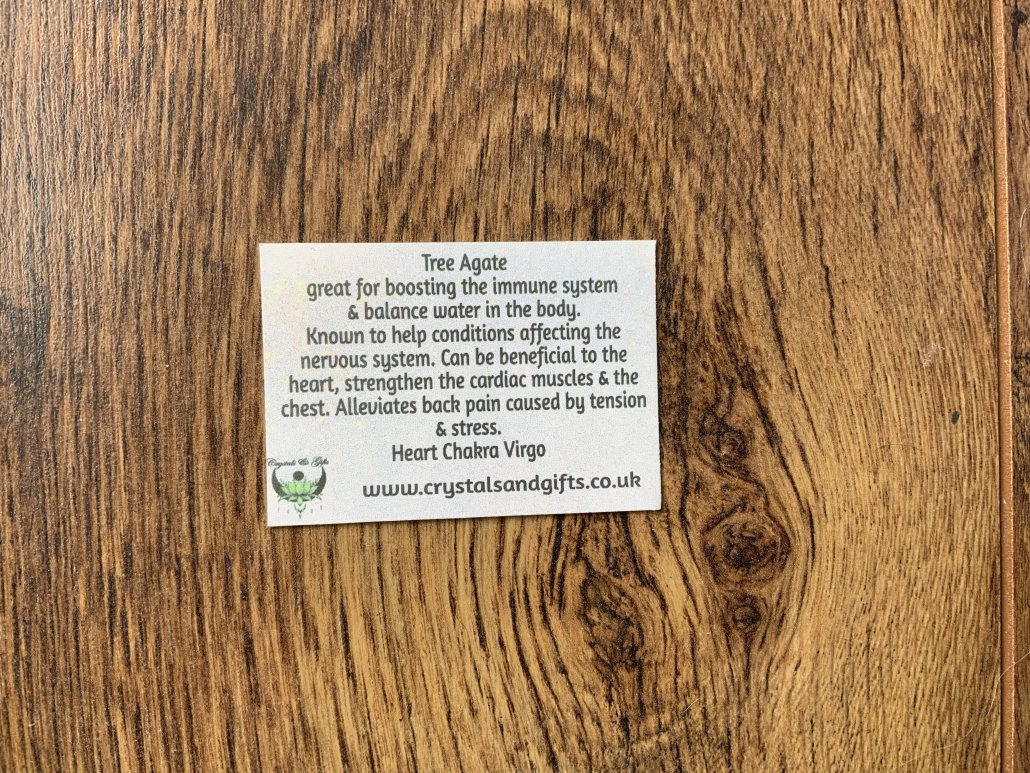 Tree Agate
great for boosting the immune system
& balance water in the body.
Known to help conditions affecting the
nervous system. Can be beneficial to the
heart, strengthen the cardiac muscles & the
chest. Alleviates back pain caused by tension
& stress.
Heart Chakra Virgo
Crystals & Gifts
www.crystalsandgifts.co.uk